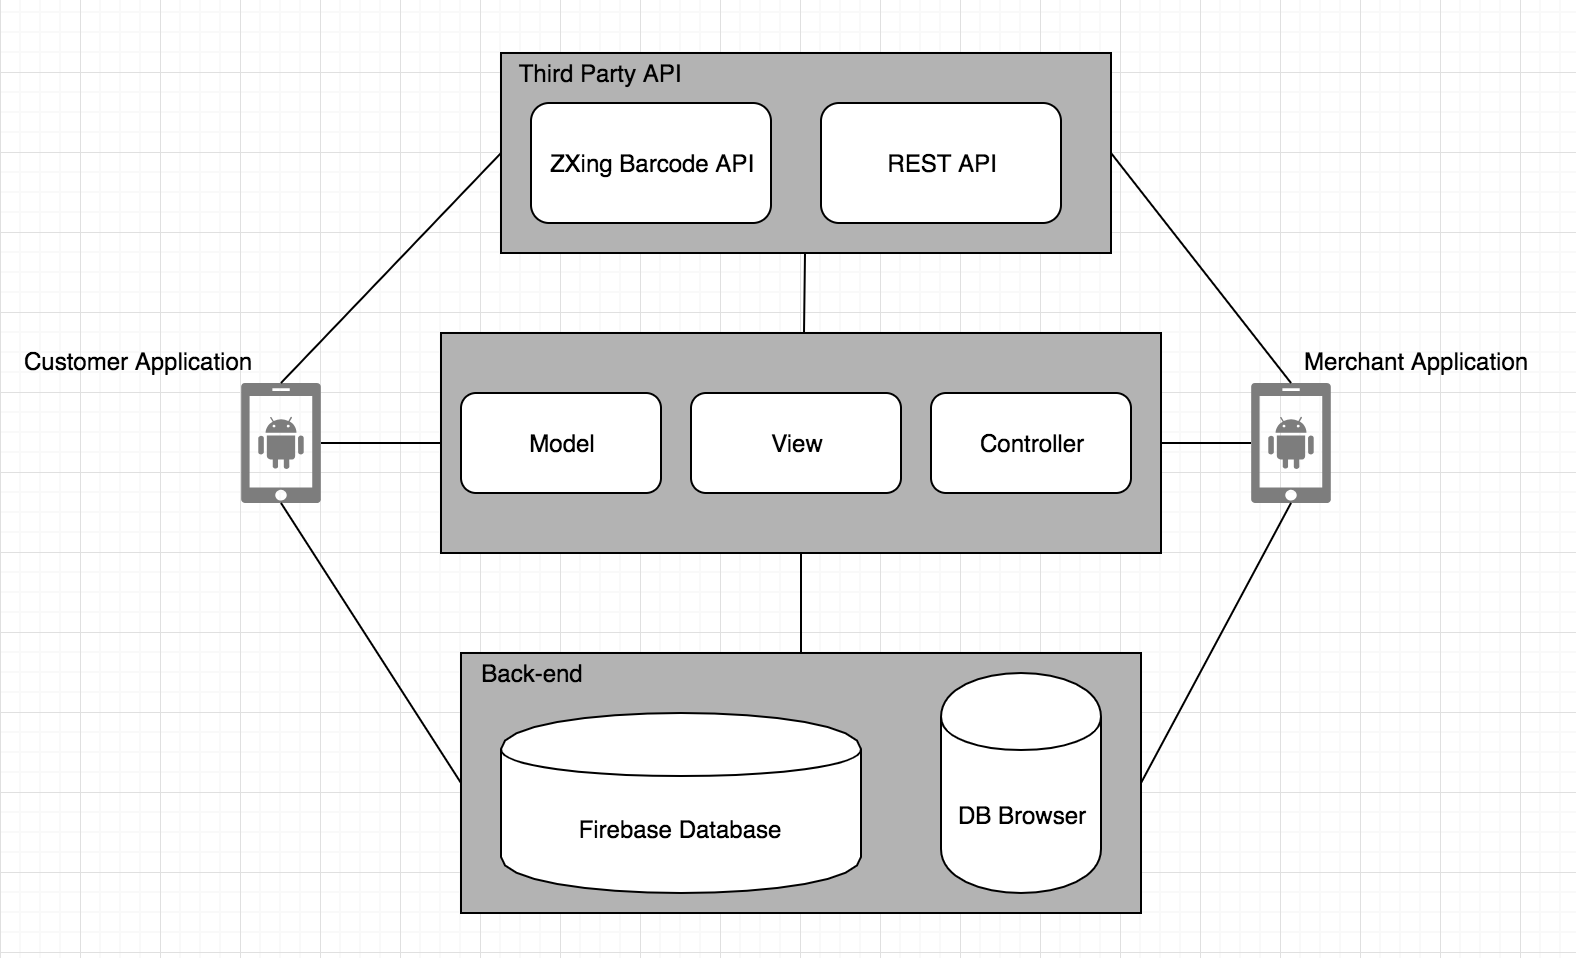 Third Party API
ZXing Barcode API
REST API
Customer Application
Merchant Application
Model
View
Controller
Back-end
Firebase Database
DB Browser